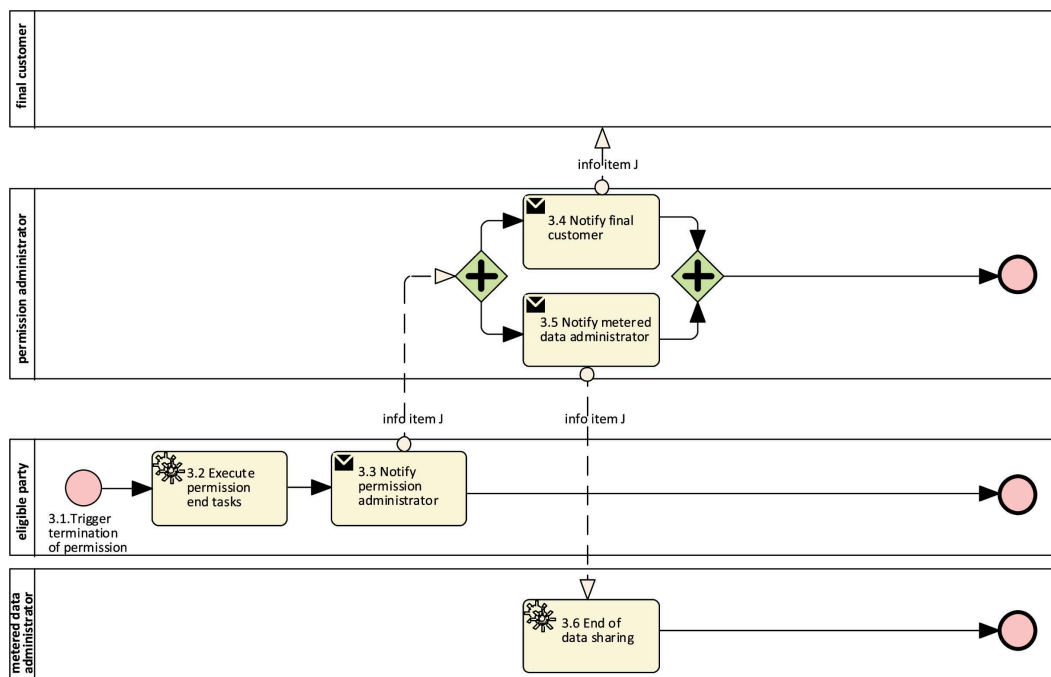 final customer
info item J
permission administrator
3.4 Notify final
customer
3.5 Notify metered
data administrator
info item J
info item J
eligible party
3.1.Trigger
termination
of permission
3.2 Execute
permission
end tasks
3.3 Notify
permission
administrator
metered data
administrator
3.6 End of
data sharing